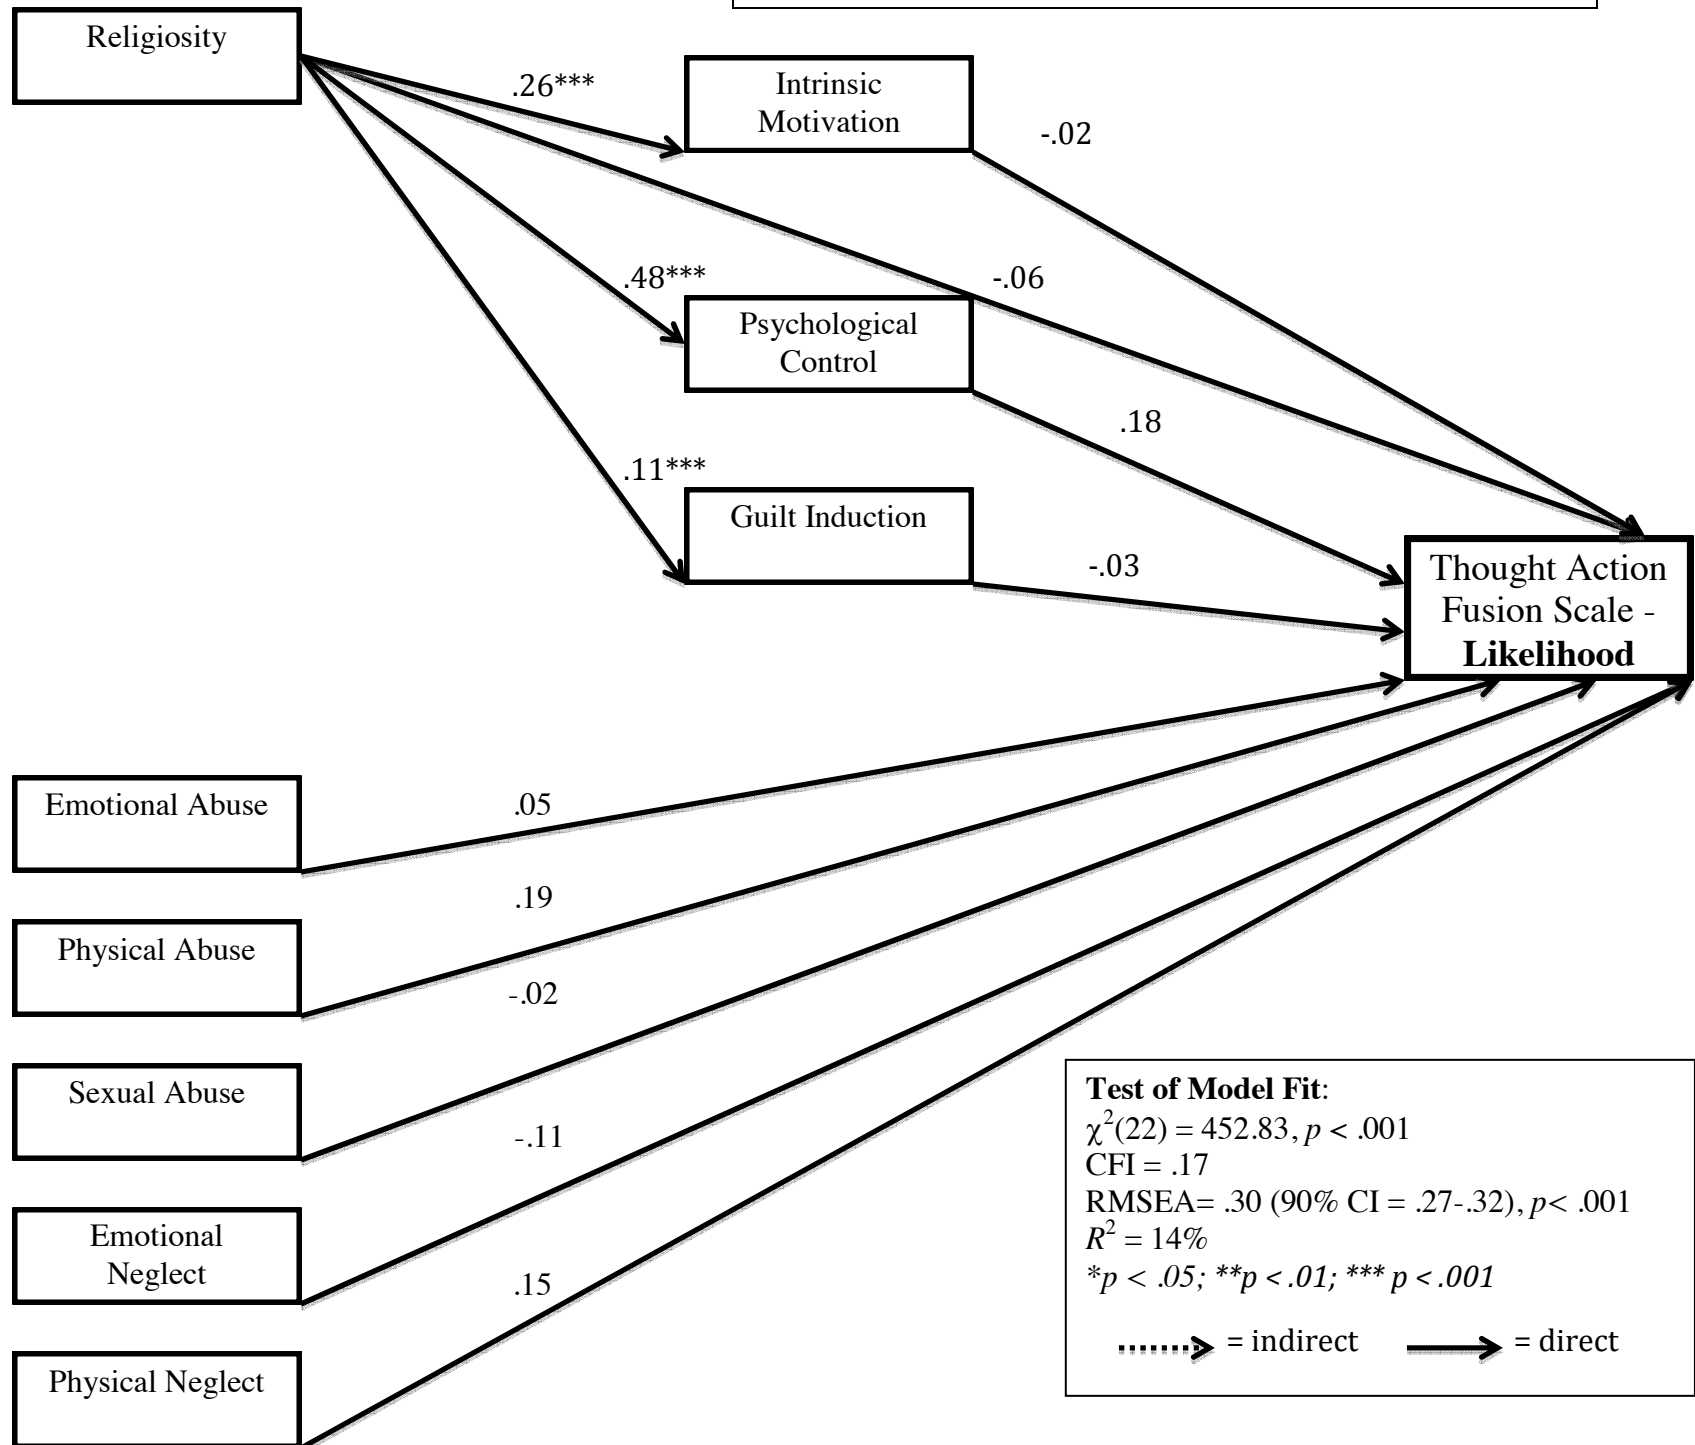 Religiosity
.26***
Intrinsic
Motivation
-.02
.48***
-.06
Psychological
Control
.18
.11***
Guilt Induction
-.03
Thought Action
Fusion Scale -
Likelihood
Emotional Abuse
.05
.19
Physical Abuse
-.02
Sexual Abuse
-.11
Emotional
Neglect
.15
Physical Neglect
Test of Model Fit:
χ²(22) = 452.83, p < .001
CFI = .17
RMSEA= .30 (90% CI = .27-.32), p< .001
R² = 14%
*p < .05; **p < .01; *** p < .001
= indirect = direct